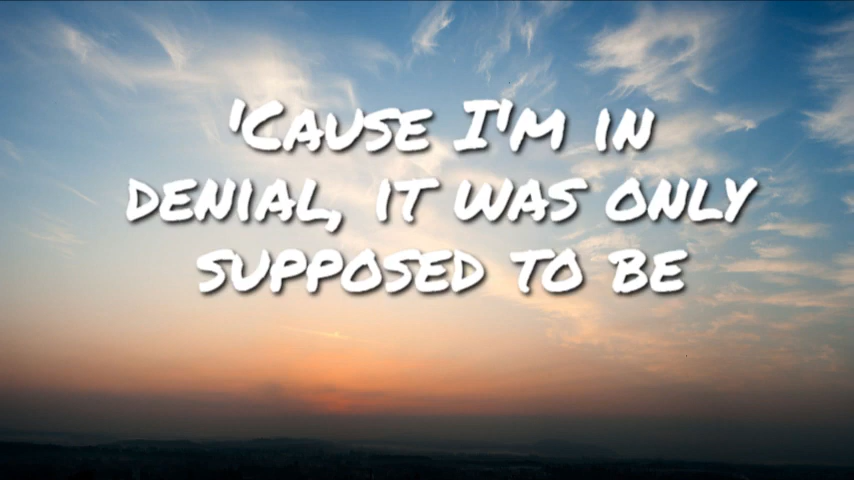 'CAUSE I'M IN
DENIAL, IT WAS ONLY
SUPPOSED TO BE